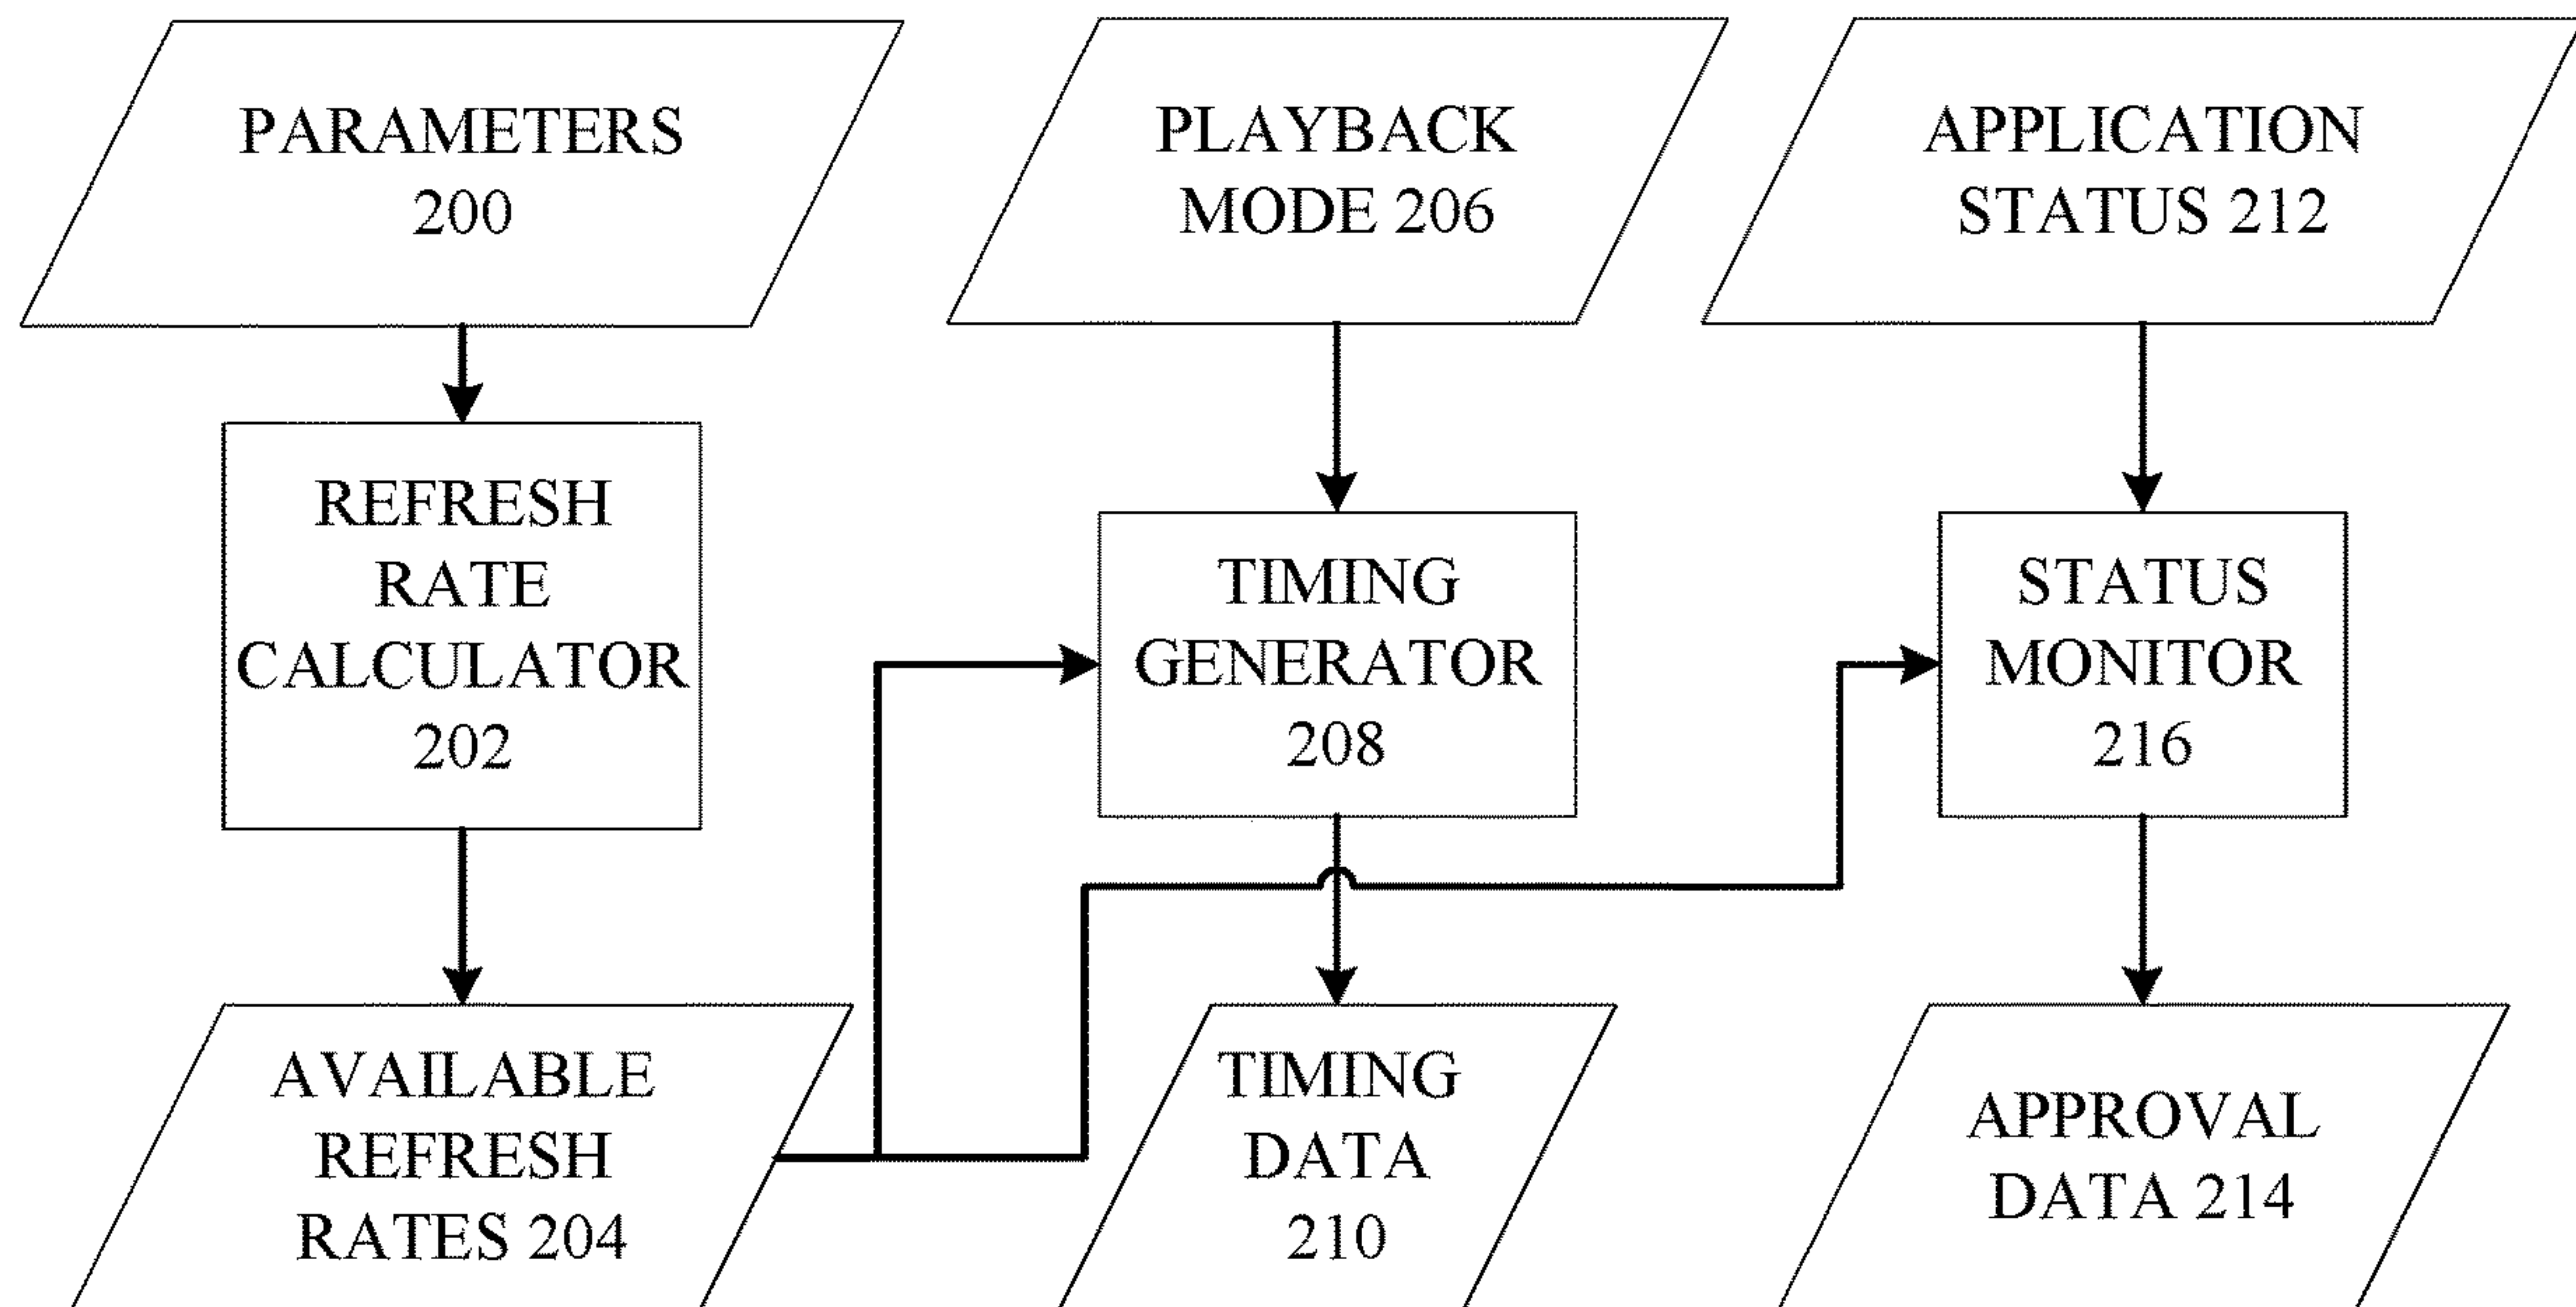 PARAMETERS
200
PLAYBACK
MODE 206
APPLICATION
STATUS 212
REFRESH
RATE
CALCULATOR
202
TIMING
GENERATOR
208
STATUS
MONITOR
216
AVAILABLE
REFRESH
RATES 204
TIMING
DATA
210
APPROVAL
DATA 214